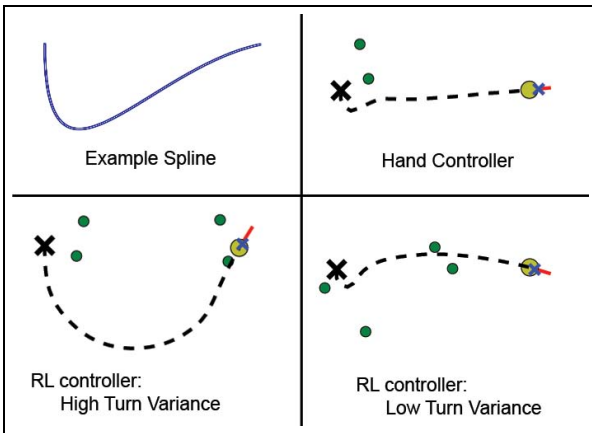 Example Spline
Hand Controller
RL controller:
High Turn Variance
RL controller:
Low Turn Variance